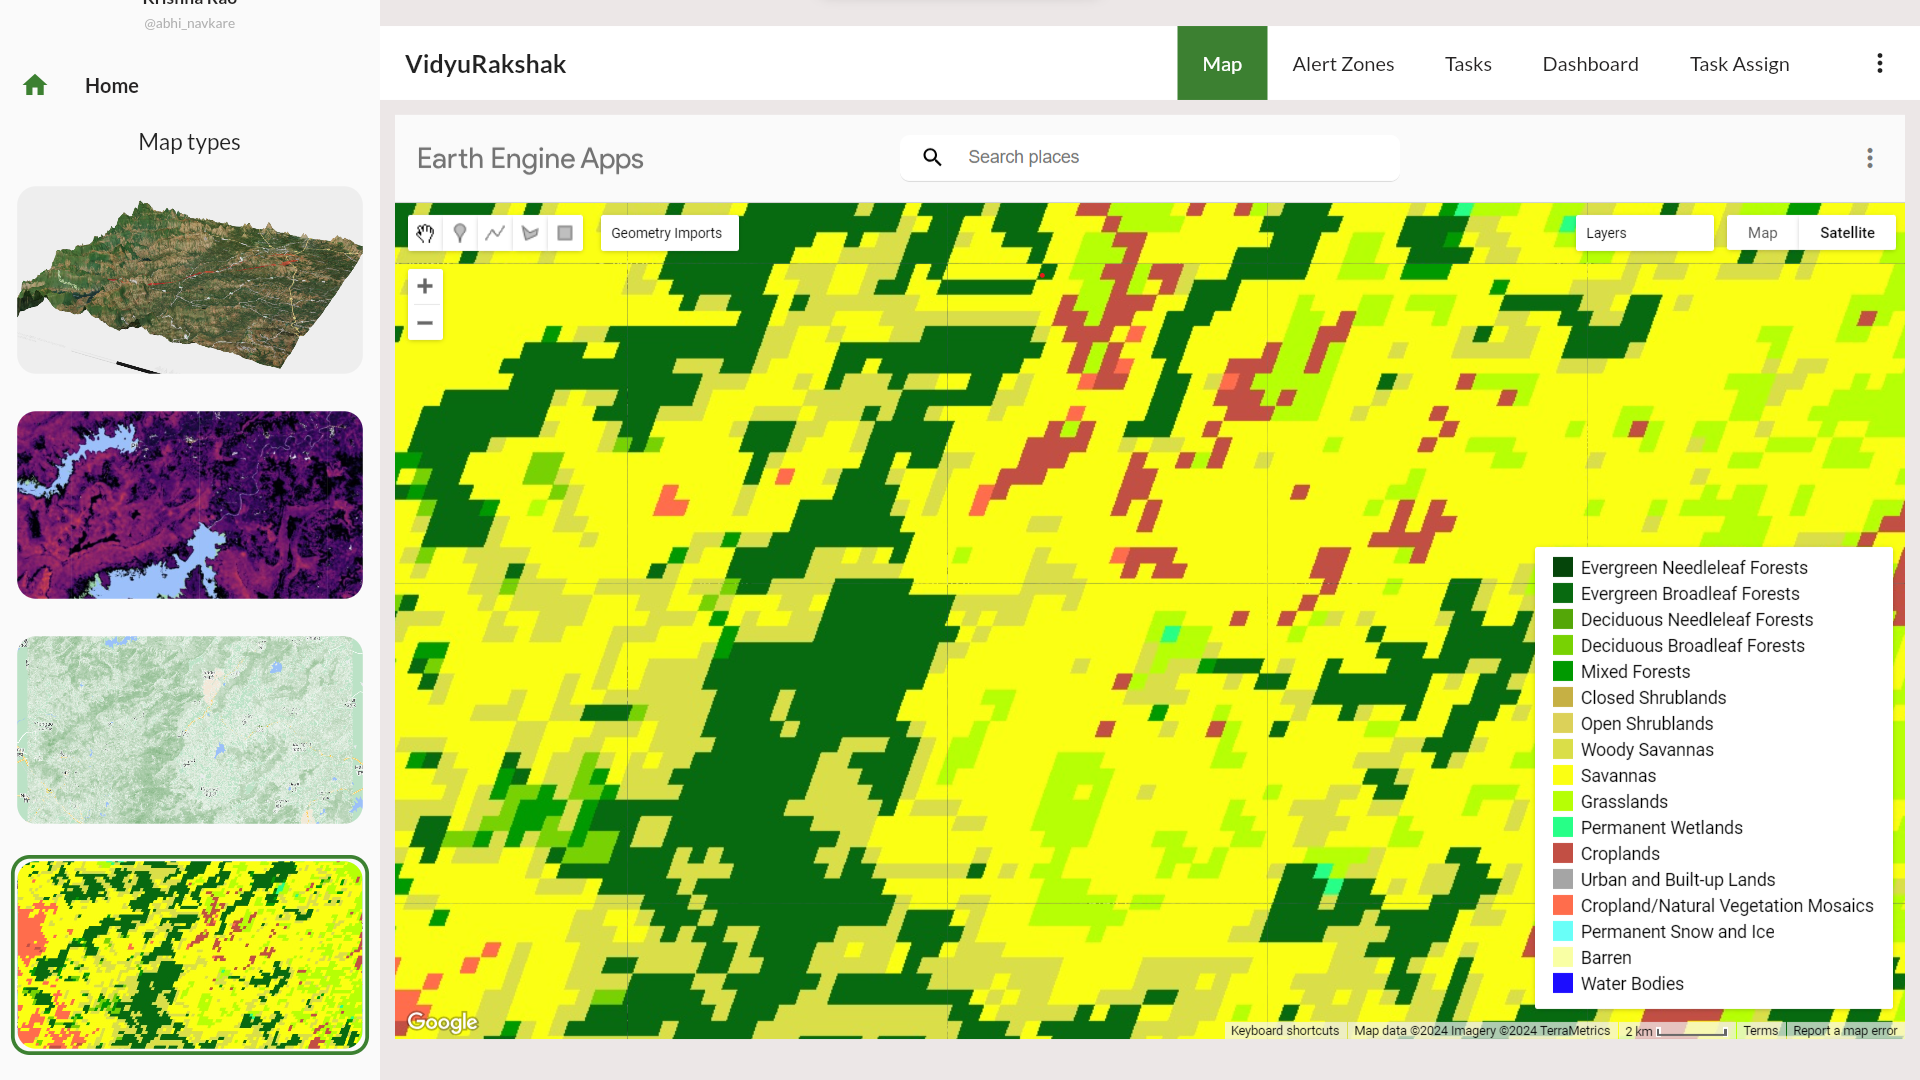 Krishna Rao
@abhi_navkare
Home
Map types
VidyuRakshak
Map
Alert Zones
Tasks
Dashboard
Task Assign
Earth Engine Apps
Search places
Geometry Imports
Layers
Map
Satellite
+
−
Evergreen Needleleaf Forests
Evergreen Broadleaf Forests
Deciduous Needleleaf Forests
Deciduous Broadleaf Forests
Mixed Forests
Closed Shrublands
Open Shrublands
Woody Savannas
Savannas
Grasslands
Permanent Wetlands
Croplands
Urban and Built-up Lands
Cropland/Natural Vegetation Mosaics
Permanent Snow and Ice
Barren
Water Bodies
Google
Keyboard shortcuts
Map data ©2024 Imagery ©2024 TerraMetrics
2 km
Terms
Report a map error